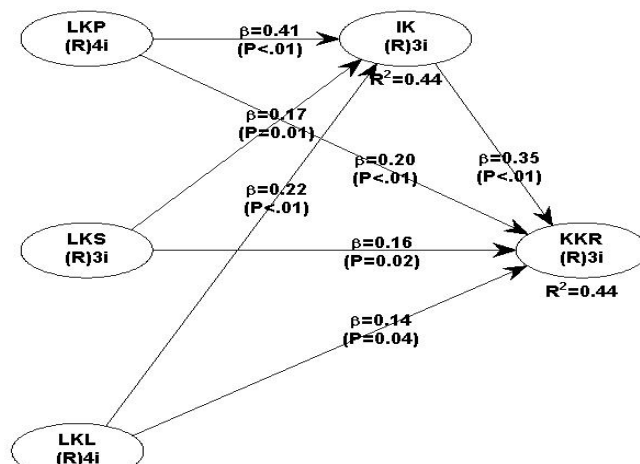 LKP
(R)4i
β=0.41
(P<.01)
IK
(R)3i
R²=0.44
β=0.17
(P=0.01)
β=0.20
(P<.01)
β=0.35
(P<.01)
β=0.22
(P<.01)
LKS
(R)3i
β=0.16
(P=0.02)
KKR
(R)3i
R²=0.44
β=0.14
(P=0.04)
LKL
(R)4i